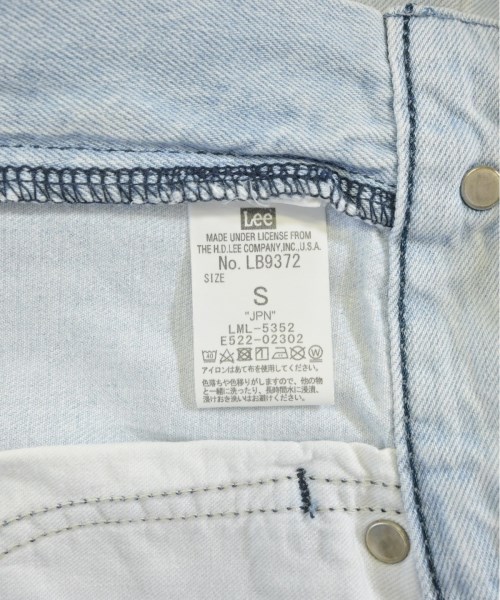 Lee
MADE UNDER LICENSE FROM
THE H.D.LEE COMPANY,INC.,U.S.A.
No. LB9372
SIZE
S
"JPN"
LML-5352
E522-02302
アイロンはあて布を使用してください。
色落ちや色移りがしますので、他の物
と一緒に洗ったり、長時間水に浸漬、
漬けおき洗いはお避けください。